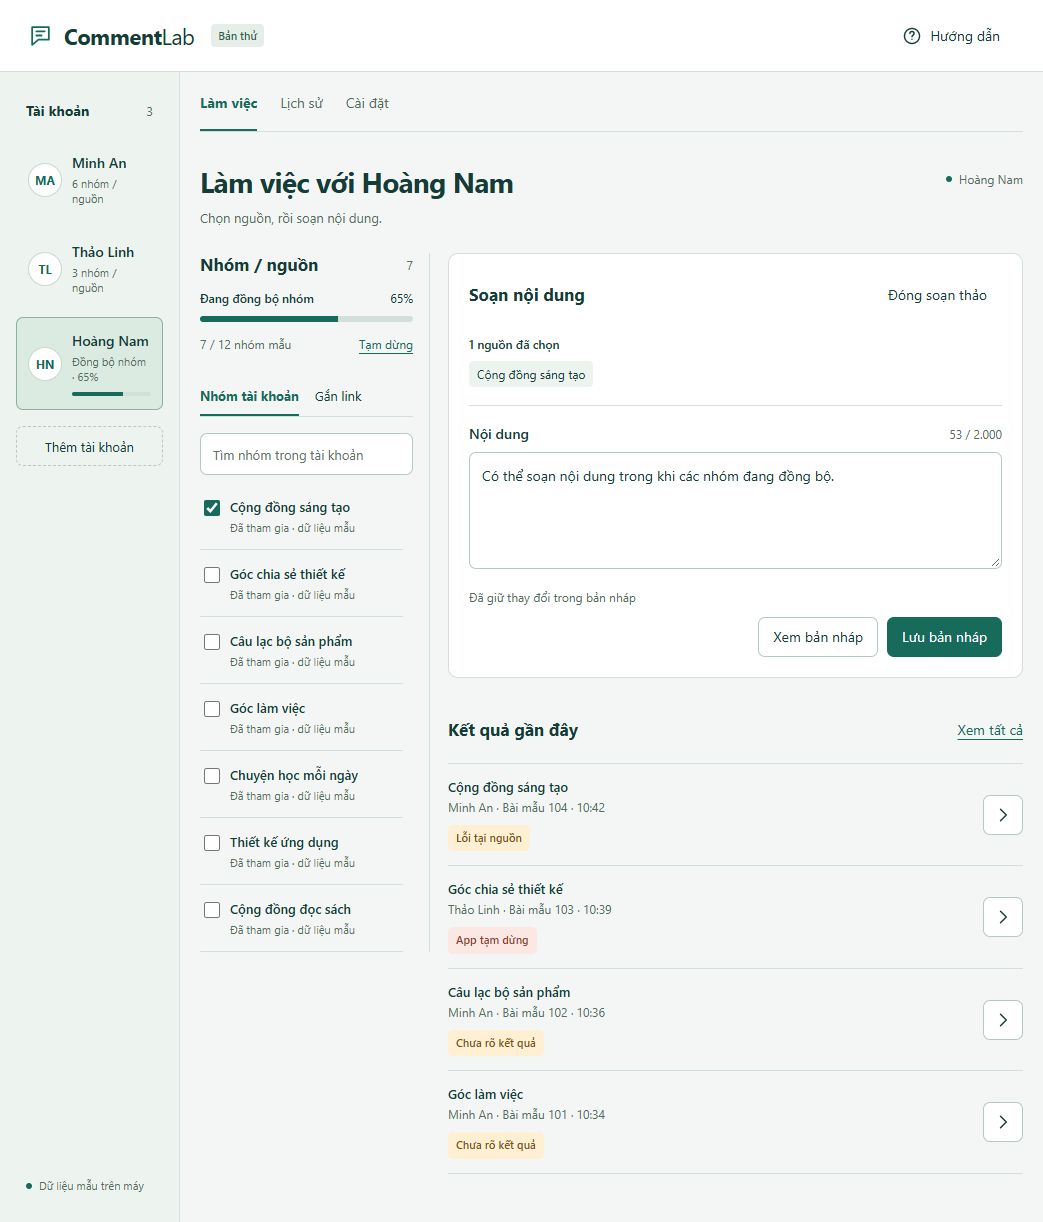 CommentLab
Bản thử
Hướng dẫn
Tài khoản
3
MA
Minh An
6 nhóm /
nguồn
TL
Thảo Linh
3 nhóm /
nguồn
HN
Hoàng Nam
Đồng bộ nhóm
· 65%
Thêm tài khoản
Dữ liệu mẫu trên máy
Làm việc
Lịch sử
Cài đặt
Làm việc với Hoàng Nam
Hoàng Nam
Chọn nguồn, rồi soạn nội dung.
Nhóm / nguồn
7
Đang đồng bộ nhóm
65%
7 / 12 nhóm mẫu
Tạm dừng
Nhóm tài khoản
Gắn link
Tìm nhóm trong tài khoản
Cộng đồng sáng tạo
Đã tham gia · dữ liệu mẫu
Góc chia sẻ thiết kế
Đã tham gia · dữ liệu mẫu
Câu lạc bộ sản phẩm
Đã tham gia · dữ liệu mẫu
Góc làm việc
Đã tham gia · dữ liệu mẫu
Chuyện học mỗi ngày
Đã tham gia · dữ liệu mẫu
Thiết kế ứng dụng
Đã tham gia · dữ liệu mẫu
Cộng đồng đọc sách
Đã tham gia · dữ liệu mẫu
Soạn nội dung
Đóng soạn thảo
1 nguồn đã chọn
Cộng đồng sáng tạo
Nội dung
53 / 2.000
Có thể soạn nội dung trong khi các nhóm đang đồng bộ.
Đã giữ thay đổi trong bản nháp
Xem bản nháp
Lưu bản nháp
Kết quả gần đây
Xem tất cả
Cộng đồng sáng tạo
Minh An · Bài mẫu 104 · 10:42
Lỗi tại nguồn
Góc chia sẻ thiết kế
Thảo Linh · Bài mẫu 103 · 10:39
App tạm dừng
Câu lạc bộ sản phẩm
Minh An · Bài mẫu 102 · 10:36
Chưa rõ kết quả
Góc làm việc
Minh An · Bài mẫu 101 · 10:34
Chưa rõ kết quả